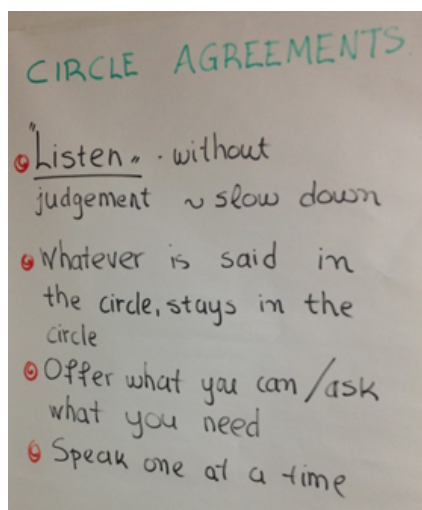 CIRCLE AGREEMENTS.
"Listen" . without
judgement ~ slow down
Whatever is said in
the circle, stays in the
circle
Offer what you can/ask
what you need
Speak one at a time